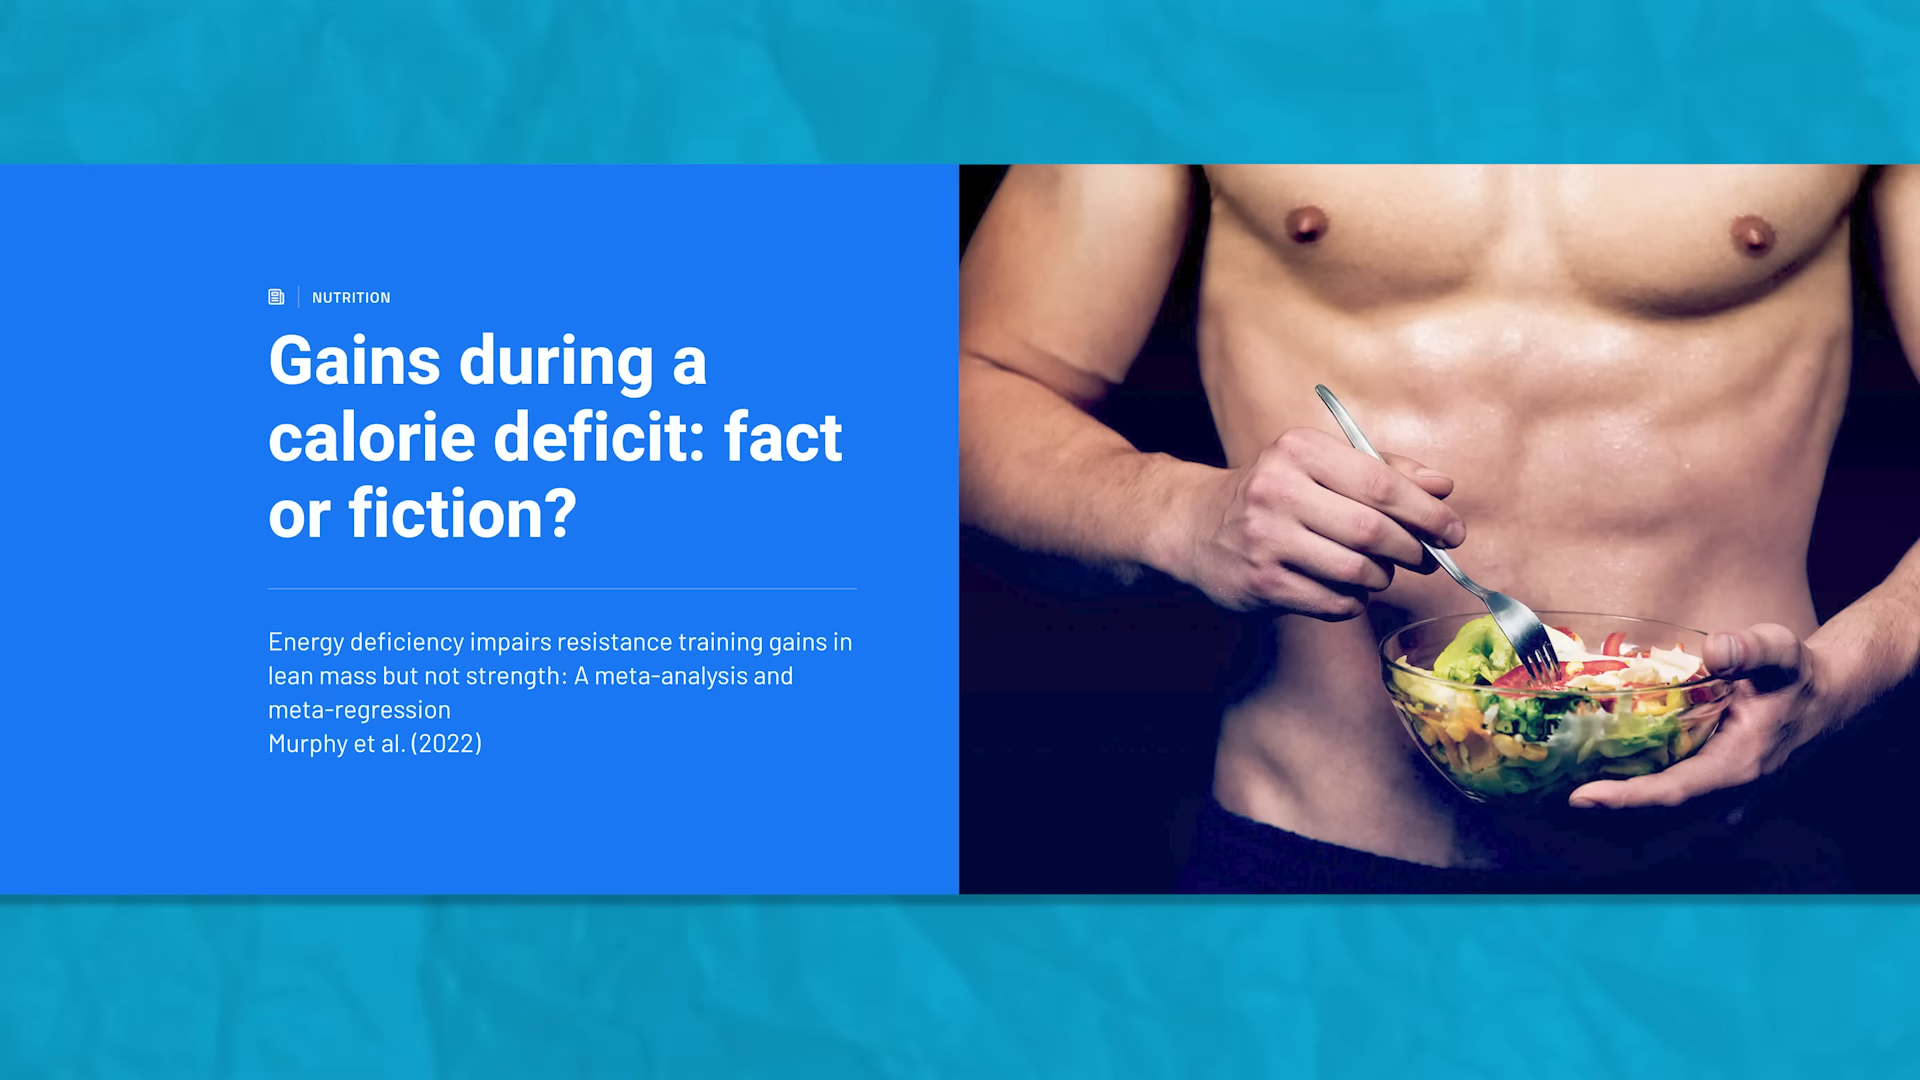 NUTRITION
Gains during a
calorie deficit: fact
or fiction?
Energy deficiency impairs resistance training gains in
lean mass but not strength: A meta-analysis and
meta-regression
Murphy et al. (2022)